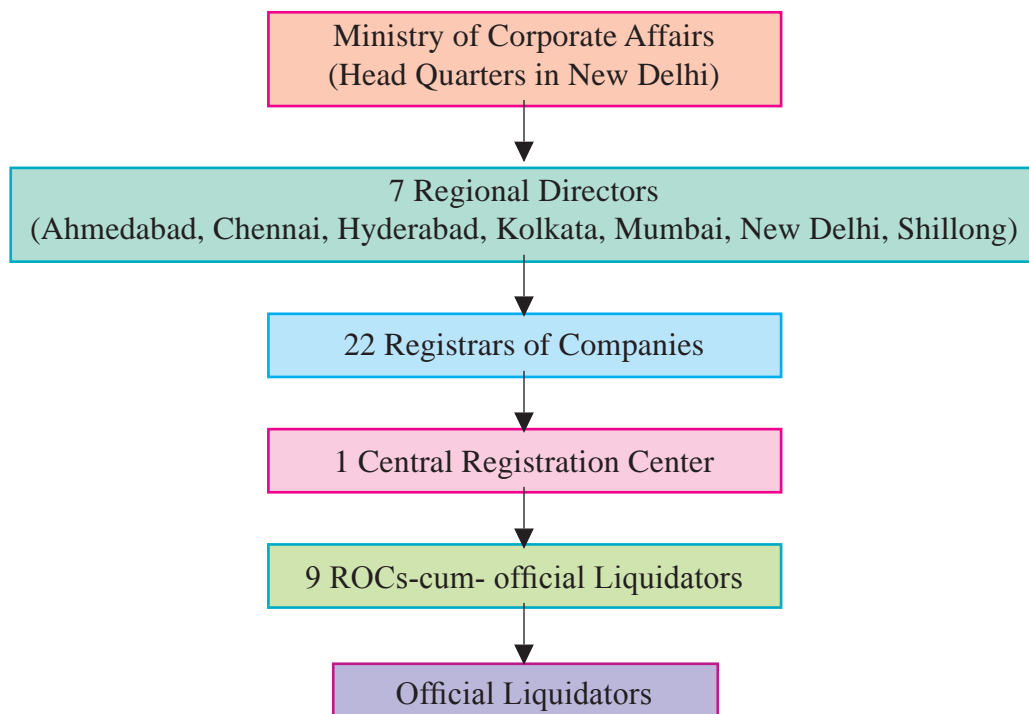 Ministry of Corporate Affairs
(Head Quarters in New Delhi)
7 Regional Directors
(Ahmedabad, Chennai, Hyderabad, Kolkata, Mumbai, New Delhi, Shillong)
22 Registrars of Companies
1 Central Registration Center
9 ROCs-cum- official Liquidators
Official Liquidators